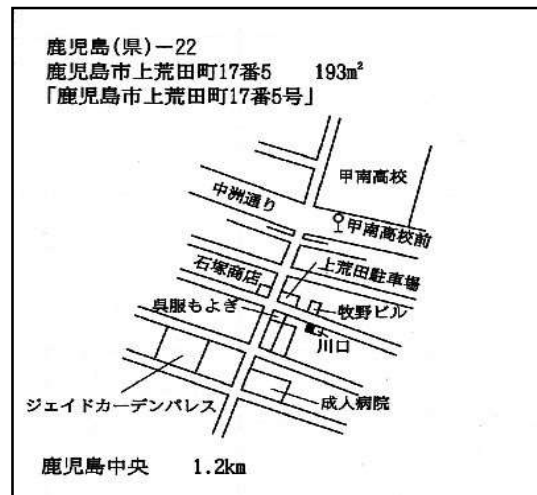 鹿児島(県)−22
鹿児島市上荒田町17番5　193m²
「鹿児島市上荒田町17番5号」
甲南高校
中洲通り
甲南高校前
上荒田駐車場
石塚商店
牧野ビル
呉服もよぎ
川口
ジェイドカーデンパレス
成人病院
鹿児島中央　1.2km